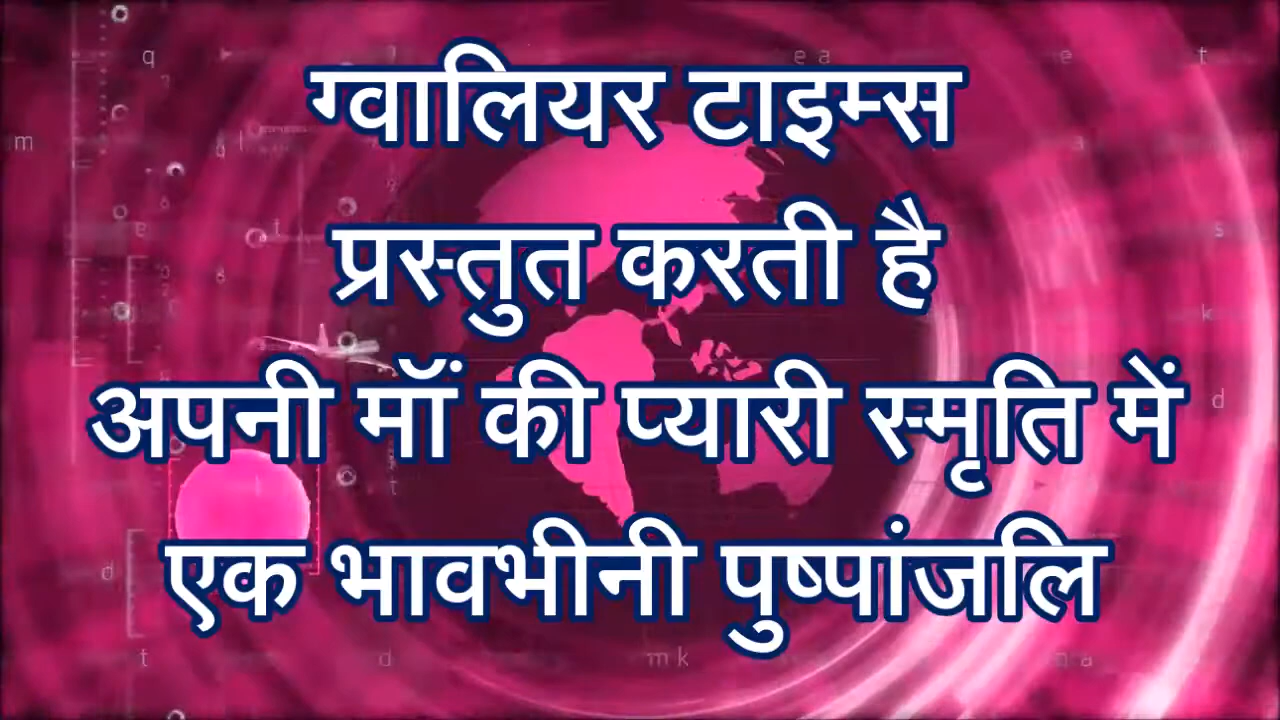 ग्वालियर टाइम्स
प्रस्तुत करती है
अपनी मॉं की प्यारी स्मृति में
एक भावभीनी पुष्पांजलि